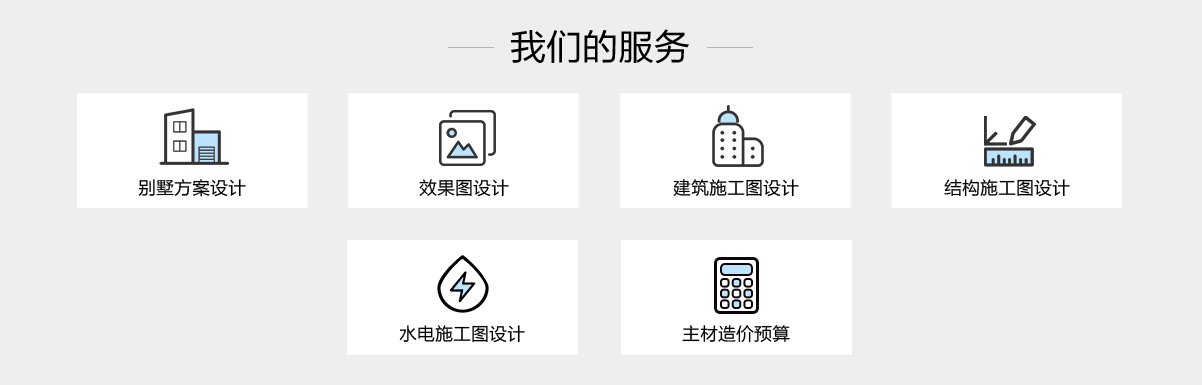 我们的服务
别墅方案设计
效果图设计
建筑施工图设计
结构施工图设计
水电施工图设计
主材造价预算